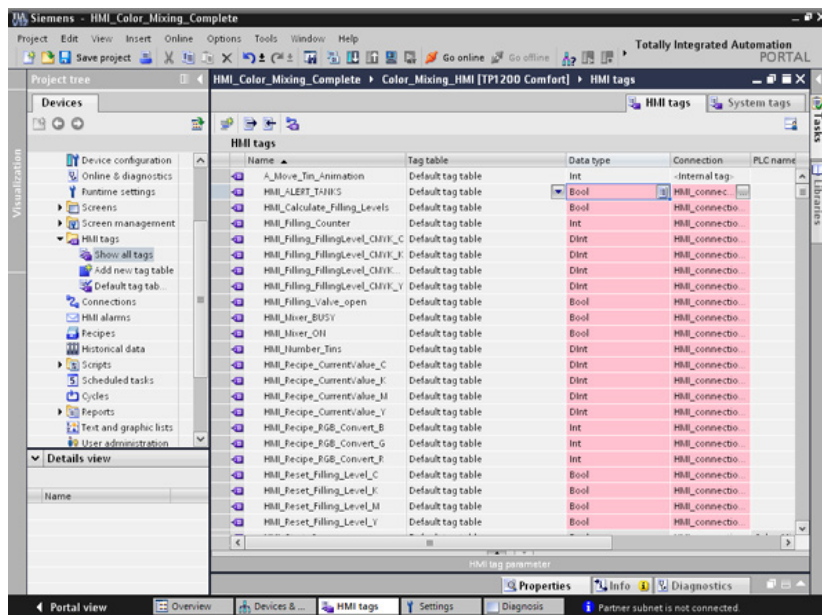 Siemens - HMI_Color_Mixing_Complete
Project Edit View Insert Online Options Tools Window Help
Totally Integrated Automation
PORTAL
Save project
Go online
Go offline
Project tree
HMI_Color_Mixing_Complete Color_Mixing_HMI [TP1200 Comfort] HMI tags
Devices
HMI tags
System tags
Tasks
Libraries
Visualization
Device configuration
Online & diagnostics
Runtime settings
Screens
Screen management
HMI tags
Show all tags
Add new tag table
Default tag tab...
Connections
HMI alarms
Recipes
Historical data
Scripts
Scheduled tasks
Cycles
Reports
Text and graphic lists
User administration
Details view
Name
HMI tags
Name Tag table Data type Connection PLC name
A_Move_Tin_Animation Default tag table Int <Internal tag>
HMI_ALERT_TANKS Default tag table Bool HMI_connec...
HMI_Calculate_Filling_Levels Default tag table Bool HMI_connectio...
HMI_Filling_Counter Default tag table Int HMI_connectio...
HMI_Filling_FillingLevel_CMYK_C Default tag table DInt HMI_connectio...
HMI_Filling_FillingLevel_CMYK_K Default tag table DInt HMI_connectio...
HMI_Filling_FillingLevel_CMYK... Default tag table DInt HMI_connectio...
HMI_Filling_FillingLevel_CMYK_Y Default tag table DInt HMI_connectio...
HMI_Filling_Valve_open Default tag table Bool HMI_connectio...
HMI_Mixer_BUSY Default tag table Bool HMI_connectio...
HMI_Mixer_ON Default tag table Bool HMI_connectio...
HMI_Number_Tins Default tag table DInt HMI_connectio...
HMI_Recipe_CurrentValue_C Default tag table DInt HMI_connectio...
HMI_Recipe_CurrentValue_K Default tag table DInt HMI_connectio...
HMI_Recipe_CurrentValue_M Default tag table DInt HMI_connectio...
HMI_Recipe_CurrentValue_Y Default tag table DInt HMI_connectio...
HMI_Recipe_RGB_Convert_B Default tag table Int HMI_connectio...
HMI_Recipe_RGB_Convert_G Default tag table Int HMI_connectio...
HMI_Recipe_RGB_Convert_R Default tag table Int HMI_connectio...
HMI_Reset_Filling_Level_C Default tag table Bool HMI_connectio...
HMI_Reset_Filling_Level_K Default tag table Bool HMI_connectio...
HMI_Reset_Filling_Level_M Default tag table Bool HMI_connectio...
HMI_Reset_Filling_Level_Y Default tag table Bool HMI_connectio...
HMI tag parameter
Properties Info Diagnostics
Portal view Overview Devices & ... HMI tags Settings Diagnosis Partner subnet is not connected.